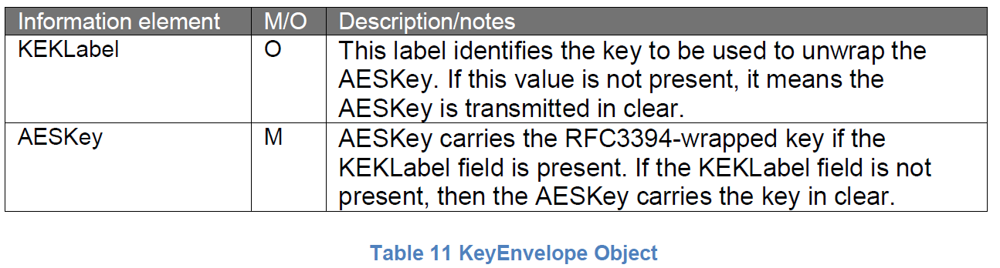 Information element M/O Description/notes
KEKLabel O This label identifies the key to be used to unwrap the
AESKey. If this value is not present, it means the
AESKey is transmitted in clear.
AESKey M AESKey carries the RFC3394-wrapped key if the
KEKLabel field is present. If the KEKLabel field is not
present, then the AESKey carries the key in clear.
Table 11 KeyEnvelope Object